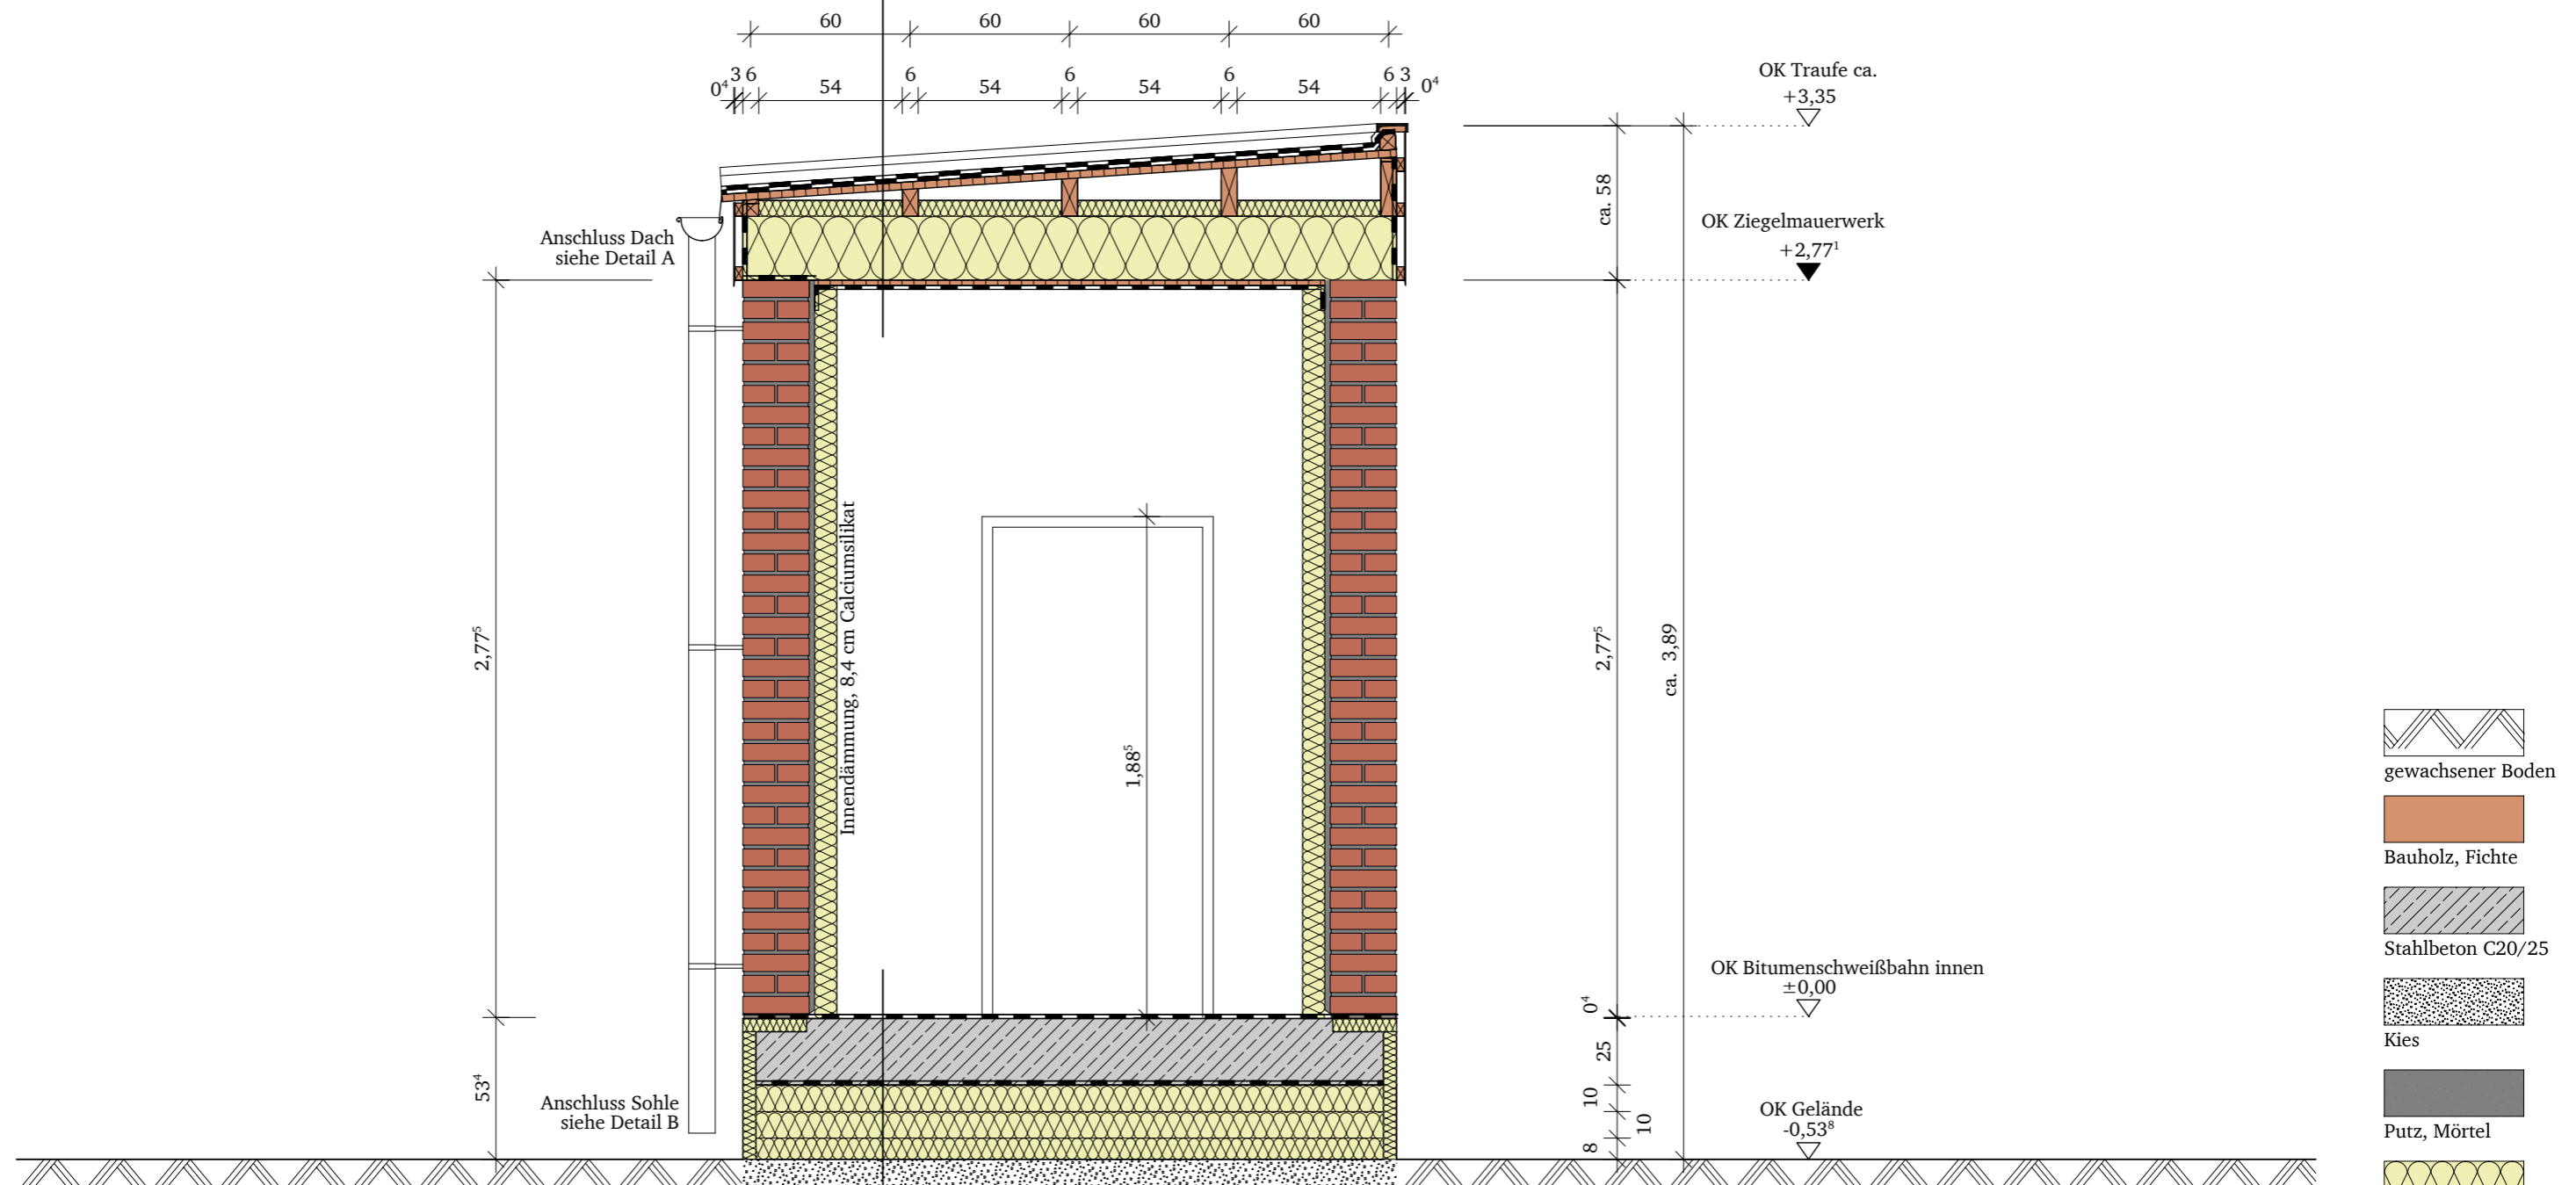 60 60 60 60
3 6 6 6 6 6 3
0⁴ 54 54 54 54 0⁴
OK Traufe ca.
+3,35
ca. 58
OK Ziegelmauerwerk
+2,77¹
Anschluss Dach
siehe Detail A
2,77⁵
Innendämmung, 8,4 cm Calciumsilikat
1,88⁵
2,77⁵
ca. 3,89
gewachsener Boden
Bauholz, Fichte
Stahlbeton C20/25
Kies
Putz, Mörtel
OK Bitumenschweißbahn innen
±0,00
0⁴
25
10
10
8
53⁴
Anschluss Sohle
siehe Detail B
OK Gelände
-0,53⁸